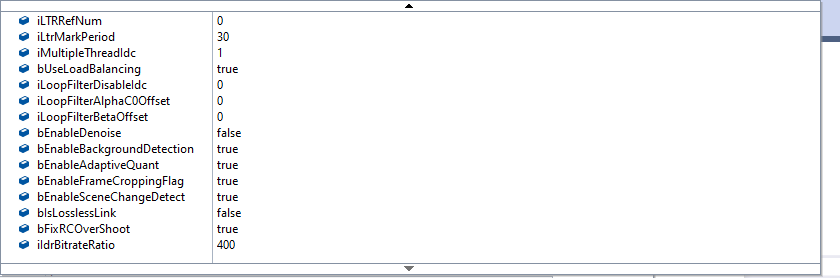 iLTRRefNum 0
iLtrMarkPeriod 30
iMultipleThreadIdc 1
bUseLoadBalancing true
iLoopFilterDisableIdc 0
iLoopFilterAlphaC0Offset 0
iLoopFilterBetaOffset 0
bEnableDenoise false
bEnableBackgroundDetection true
bEnableAdaptiveQuant true
bEnableFrameCroppingFlag true
bEnableSceneChangeDetect true
bIsLosslessLink false
bFixRCOverShoot true
iIdrBitrateRatio 400